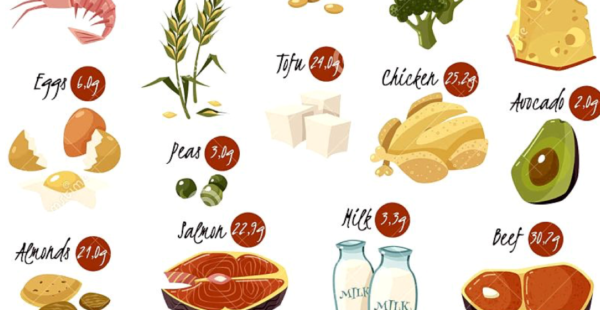 Eggs 6,0g
Tofu 24,0g
Chicken 25,2g
Avocado 2,0g
Peas 3,0g
Almonds 21,0g
Salmon 22,9g
Milk 3,3g
Beef 30,7g
MILK
MILK